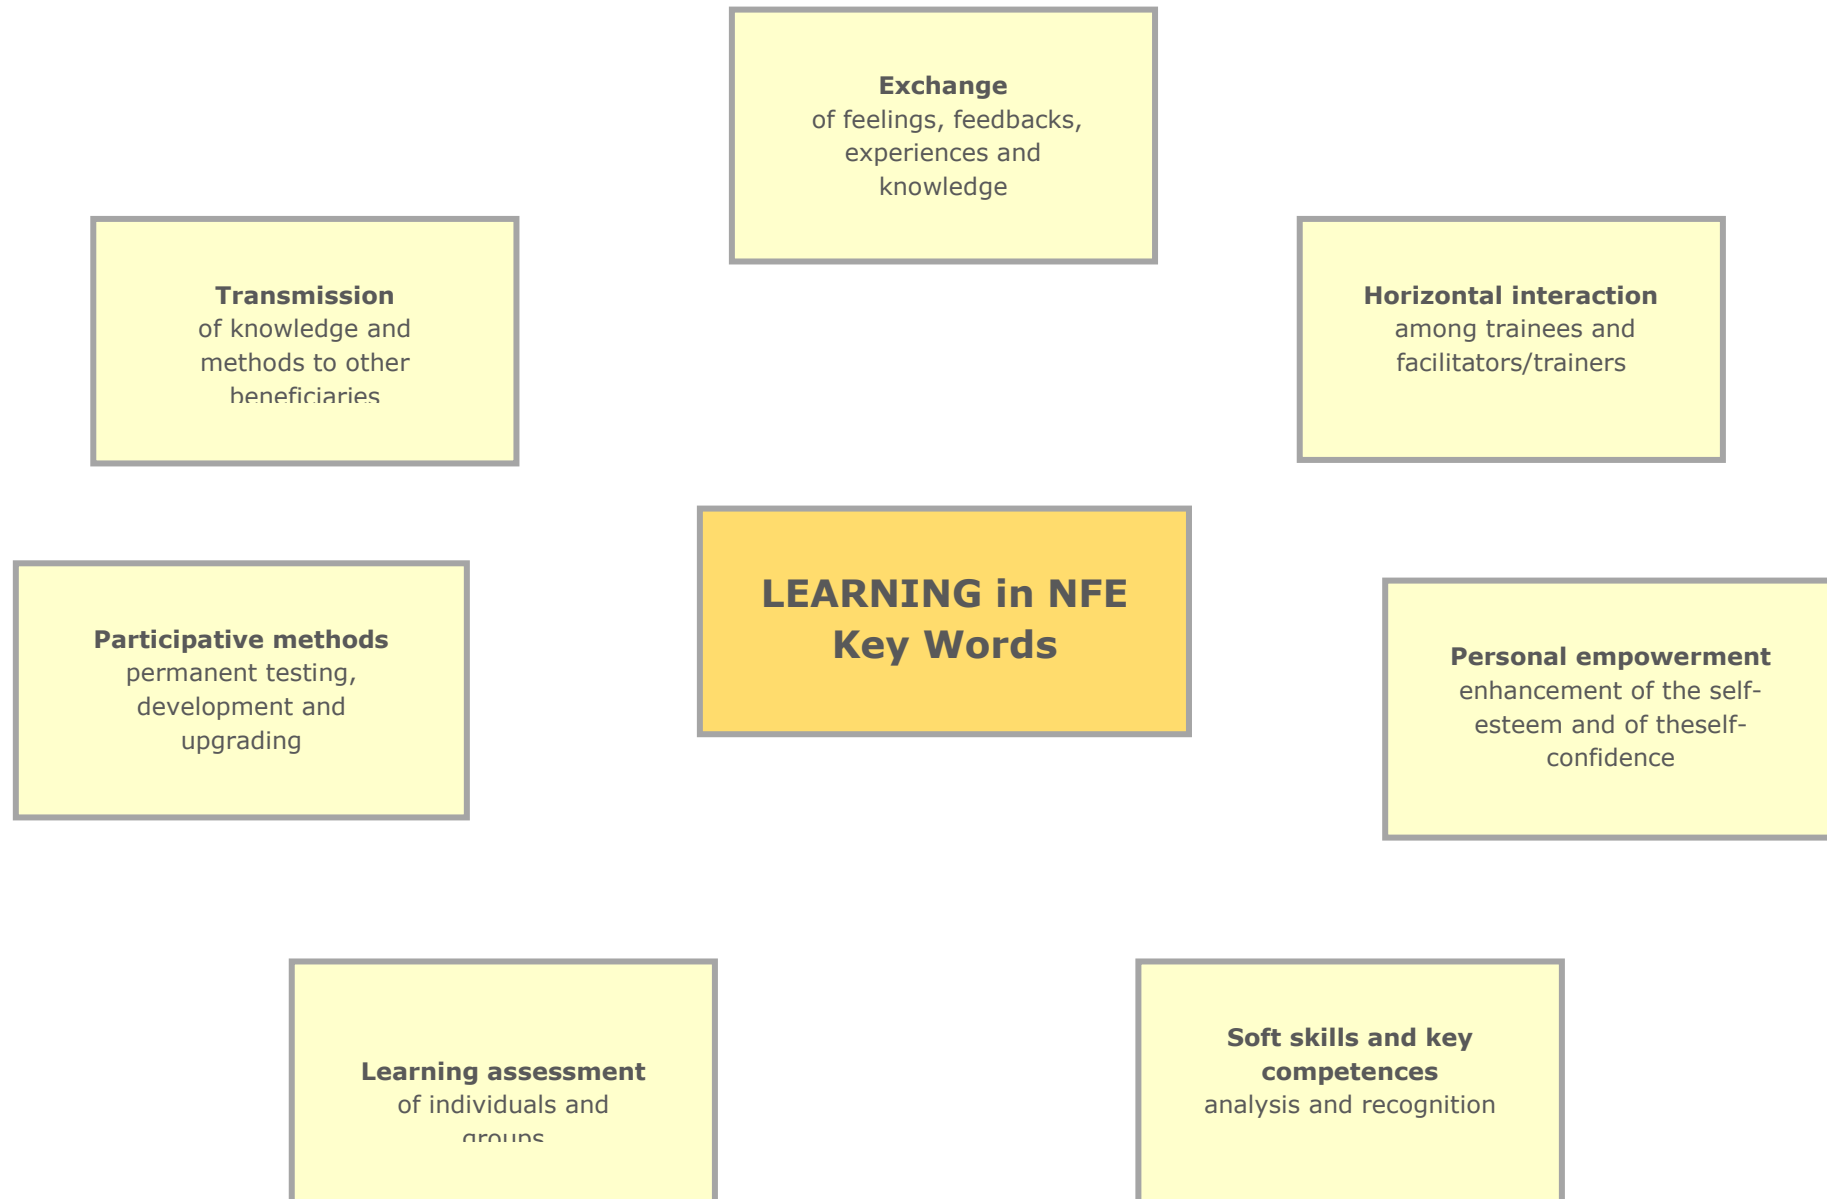 Exchange
of feelings, feedbacks,
experiences and
knowledge
Transmission
of knowledge and
methods to other
beneficiaries
Horizontal interaction
among trainees and
facilitators/trainers
LEARNING in NFE
Key Words
Participative methods
permanent testing,
development and
upgrading
Personal empowerment
enhancement of the self-
esteem and of theself-
confidence
Learning assessment
of individuals and
groups
Soft skills and key
competences
analysis and recognition